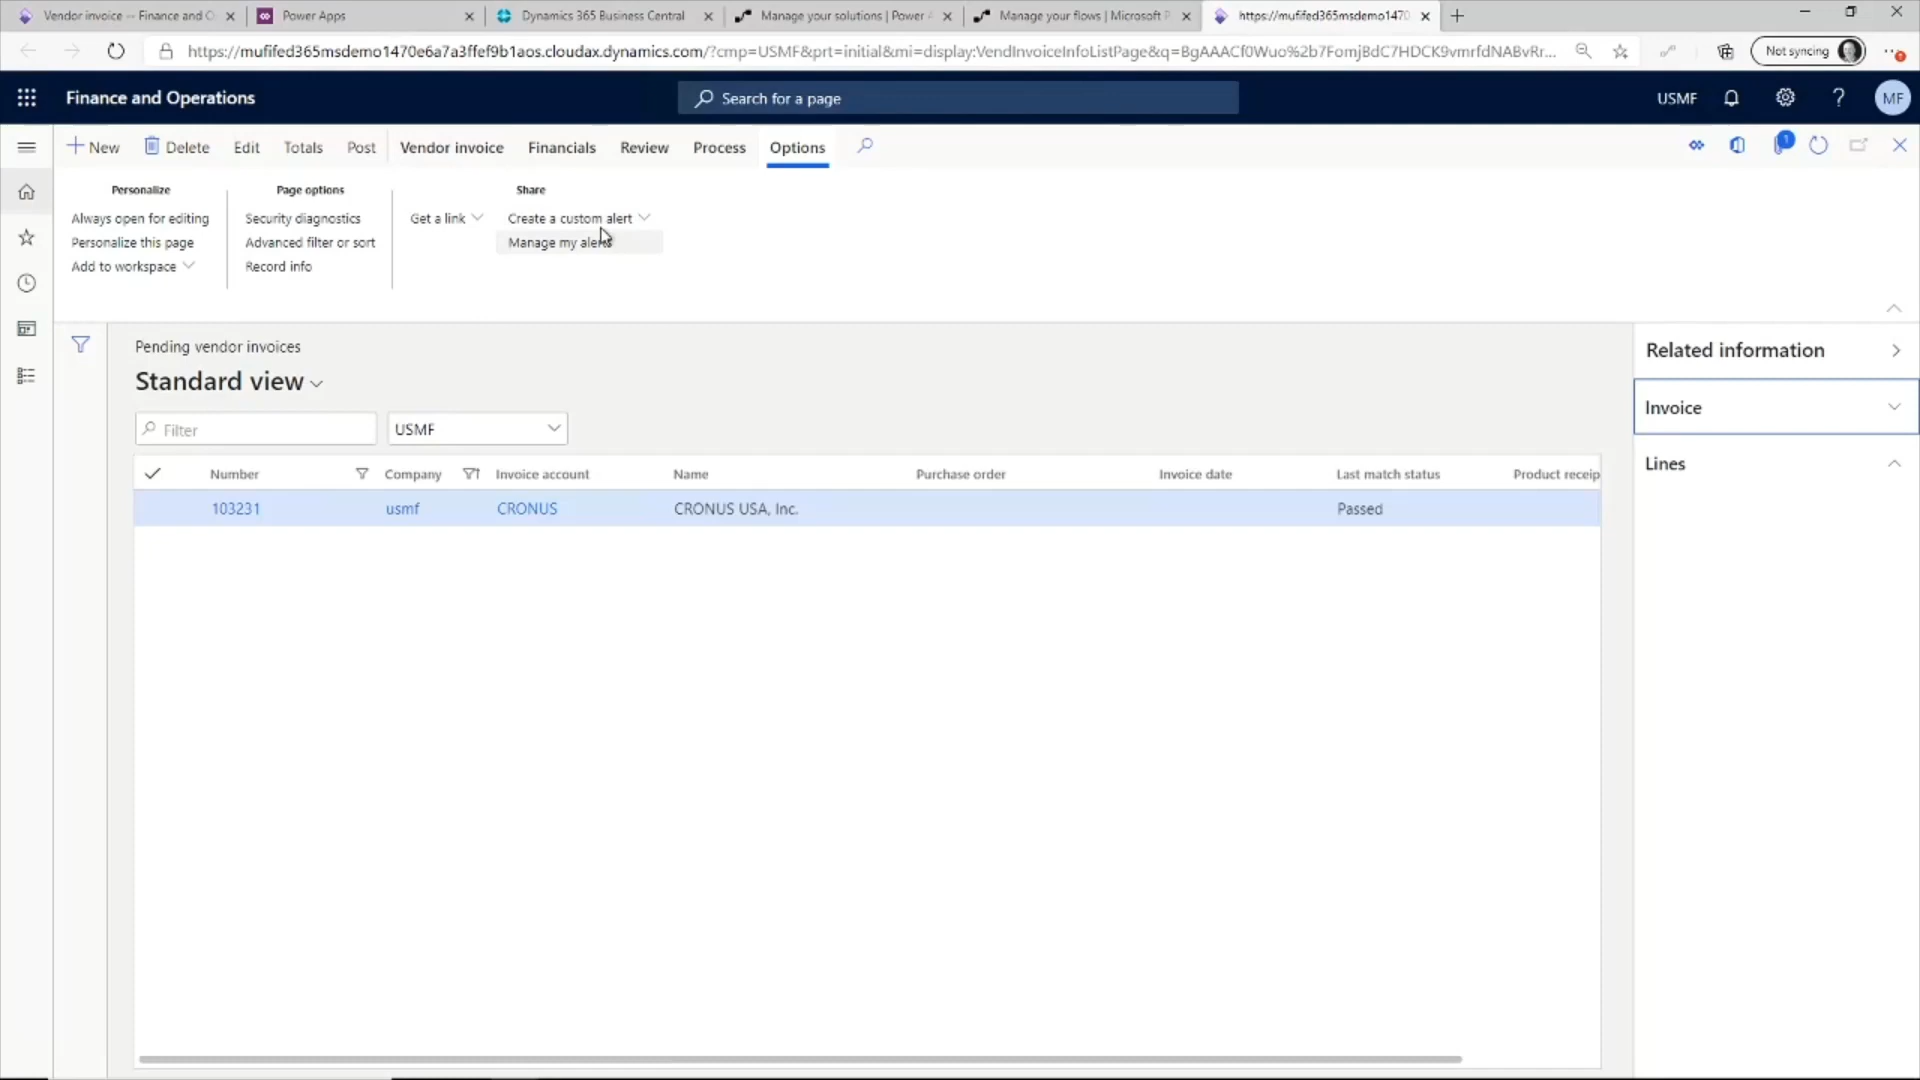 Vendor invoice -- Finance and O
Power Apps
Dynamics 365 Business Central
Manage your solutions | Power A
Manage your flows | Microsoft P
https://mufifed365msdemo1470
https://mufifed365msdemo1470e6a7a3ffef9b1aos.cloudax.dynamics.com/?cmp=USMF&prt=initial&mi=display:VendInvoiceInfoListPage&q=BgAAACf0Wuo%2b7FomjBdC7HDCK9vmrfdNABvRr...
Not syncing
Finance and Operations
Search for a page
USMF
?
MF
New
Delete
Edit
Totals
Post
Vendor invoice
Financials
Review
Process
Options
1
Personalize
Always open for editing
Personalize this page
Add to workspace
Page options
Security diagnostics
Advanced filter or sort
Record info
Get a link
Share
Create a custom alert
Manage my alerts
Pending vendor invoices
Standard view
Filter
USMF
Number Company Invoice account Name Purchase order Invoice date Last match status Product receip
103231 usmf CRONUS CRONUS USA, Inc. Passed
Related information
Invoice
Lines